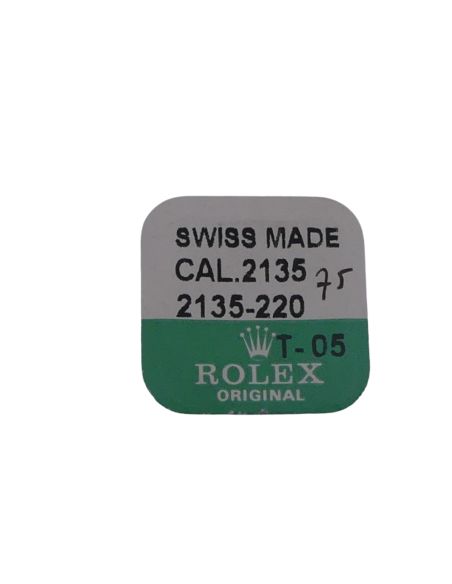 SWISS MADE
CAL.2135 75
2135-220
T-05
ROLEX
ORIGINAL